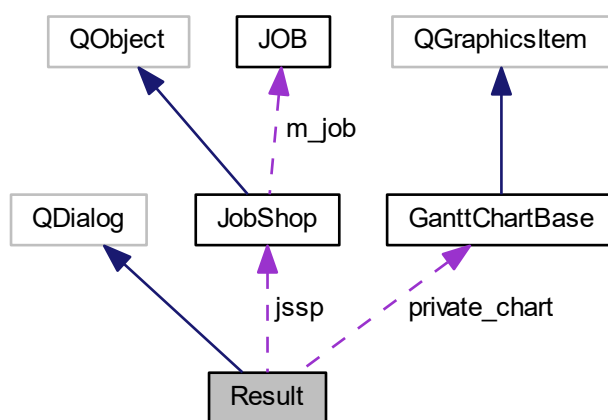 QObject
JOB
QGraphicsItem
m_job
QDialog
JobShop
GanttChartBase
jssp
private_chart
Result